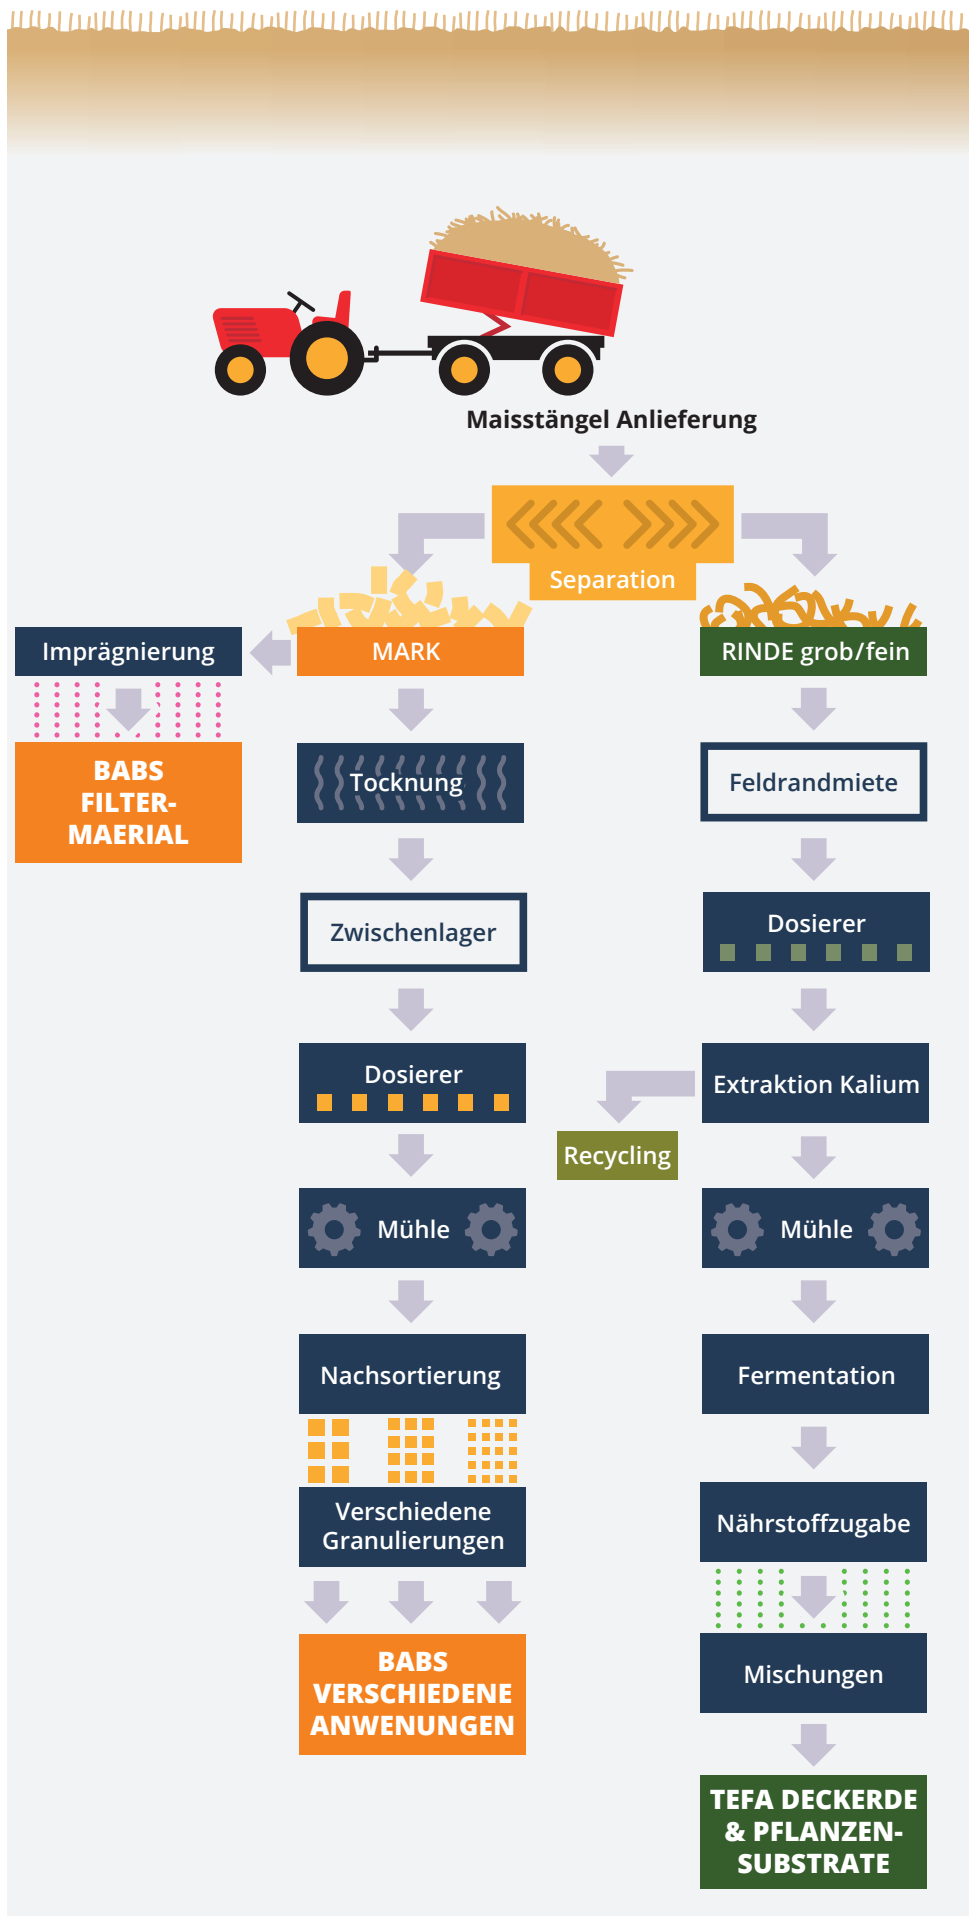 Maisstängel Anlieferung
Separation
Imprägnierung
MARK
RINDE grob/fein
BABS
FILTER-
MAERIAL
Tocknung
Feldrandmiete
Zwischenlager
Dosierer
Dosierer
Extraktion Kalium
Recycling
Mühle
Mühle
Nachsortierung
Fermentation
Verschiedene
Granulierungen
Nährstoffzugabe
BABS
VERSCHIEDENE
ANWENUNGEN
Mischungen
TEFA DECKERDE
& PFLANZEN-
SUBSTRATE